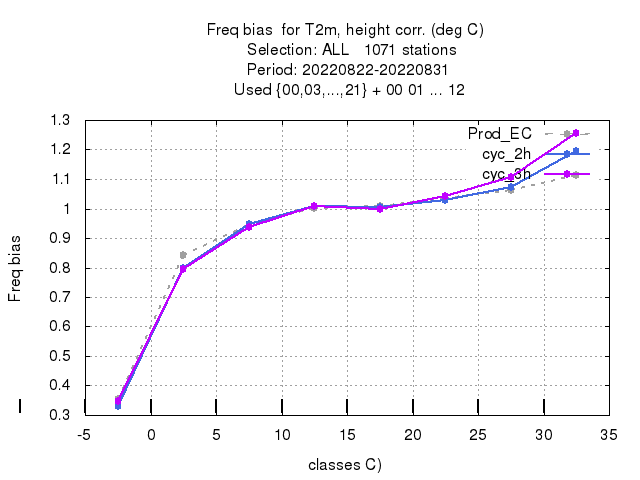 Freq bias  for T2m, height corr. (deg C)
Selection: ALL   1071 stations
Period: 20220822-20220831
Used {00,03,...,21} + 00 01 ... 12
Prod_EC
cyc_2h
cyc_3h
1.3
1.2
1.1
1
0.9
0.8
0.7
0.6
0.5
0.4
0.3
Freq bias
-5
0
5
10
15
20
25
30
35
classes C)